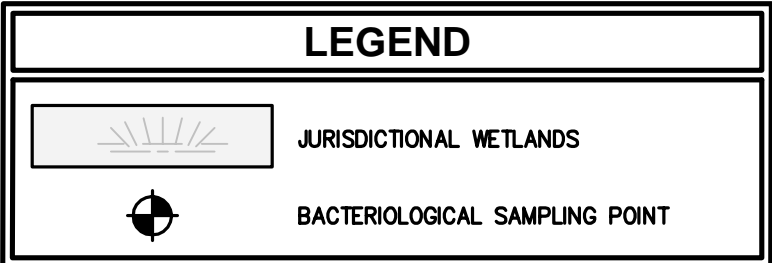 LEGEND
JURISDICTIONAL WETLANDS
BACTERIOLOGICAL SAMPLING POINT